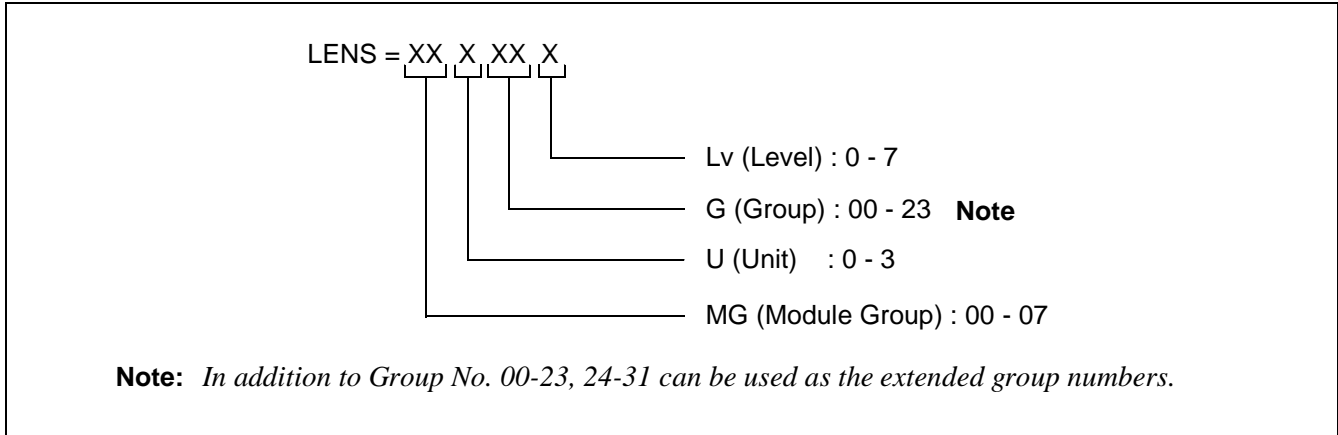 LENS = XX X XX X
Lv (Level) : 0 - 7
G (Group) : 00 - 23 Note
U (Unit) : 0 - 3
MG (Module Group) : 00 - 07
Note: In addition to Group No. 00-23, 24-31 can be used as the extended group numbers.